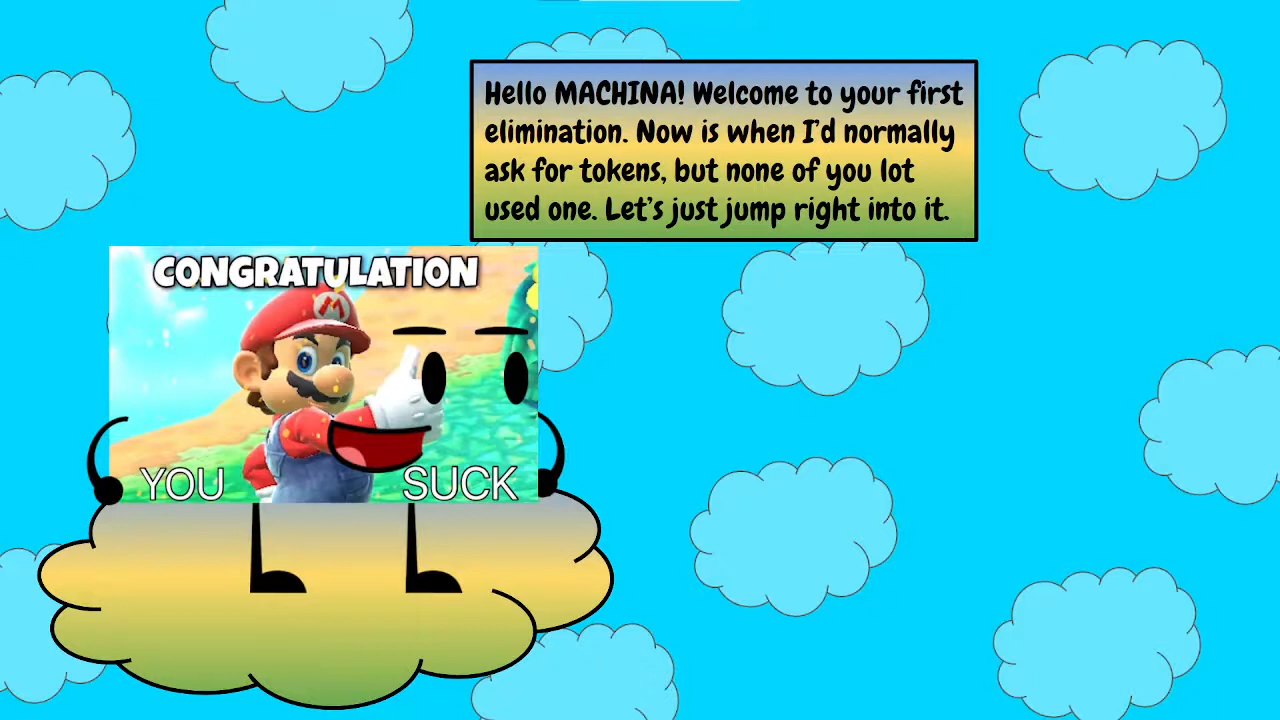 Hello MACHINA! Welcome to your first
elimination. Now is when I'd normally
ask for tokens, but none of you lot
used one. Let's just jump right into it.
CONGRATULATION
M
YOU SUCK